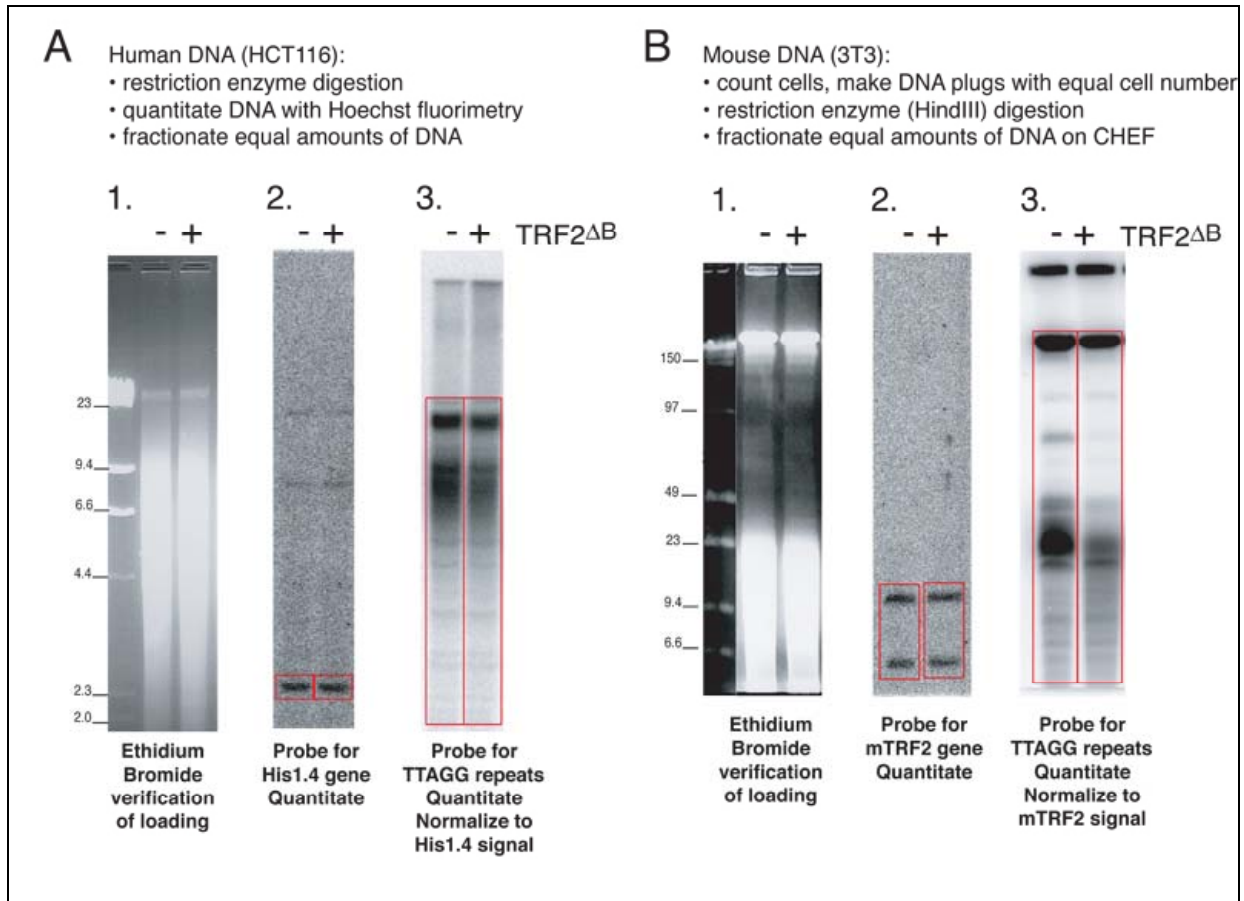 A
Human DNA (HCT116):
• restriction enzyme digestion
• quantitate DNA with Hoechst fluorimetry
• fractionate equal amounts of DNA
1.
2.
3.
- +
- +
- +
TRF2ΔB
23
9.4
6.6
4.4
2.3
2.0
Ethidium
Bromide
verification
of loading
Probe for
His1.4 gene
Quantitate
Probe for
TTAGG repeats
Quantitate
Normalize to
His1.4 signal
B
Mouse DNA (3T3):
• count cells, make DNA plugs with equal cell number
• restriction enzyme (HindIII) digestion
• fractionate equal amounts of DNA on CHEF
1.
2.
3.
- +
- +
- +
TRF2ΔB
150
97
49
23
9.4
6.6
Ethidium
Bromide
verification
of loading
Probe for
mTRF2 gene
Quantitate
Probe for
TTAGG repeats
Quantitate
Normalize to
mTRF2 signal